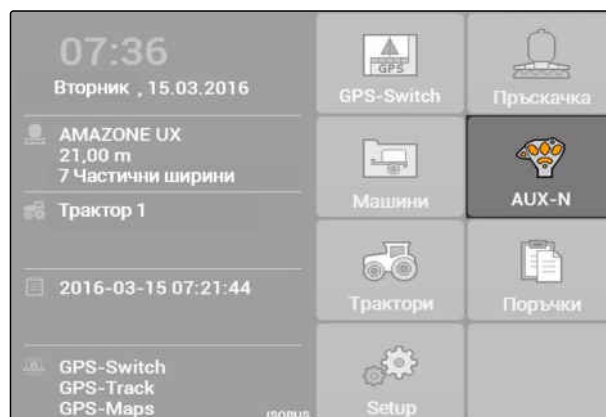 07:36
Вторник , 15.03.2016
AMAZONE UX
21,00 m
7 Частични ширини
Трактор 1
2016-03-15 07:21:44
GPS-Switch
GPS-Track
GPS-Maps
ISOBUS
GPS
GPS-Switch
Пръскачка
Машини
AUX-N
Трактори
Поръчки
Setup